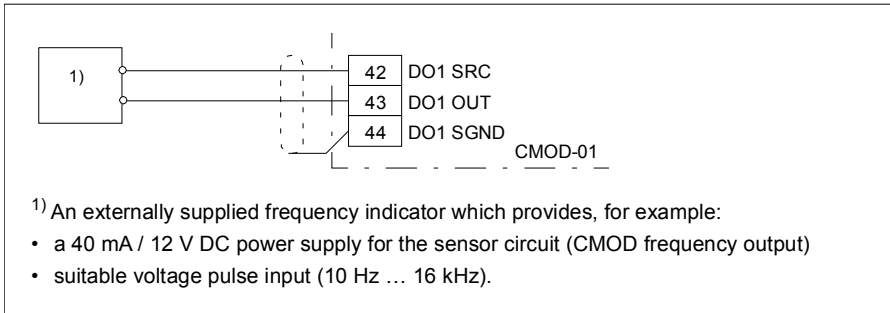 1)
42 DO1 SRC
43 DO1 OUT
44 DO1 SGND
CMOD-01
1) An externally supplied frequency indicator which provides, for example:
• a 40 mA / 12 V DC power supply for the sensor circuit (CMOD frequency output)
• suitable voltage pulse input (10 Hz … 16 kHz).